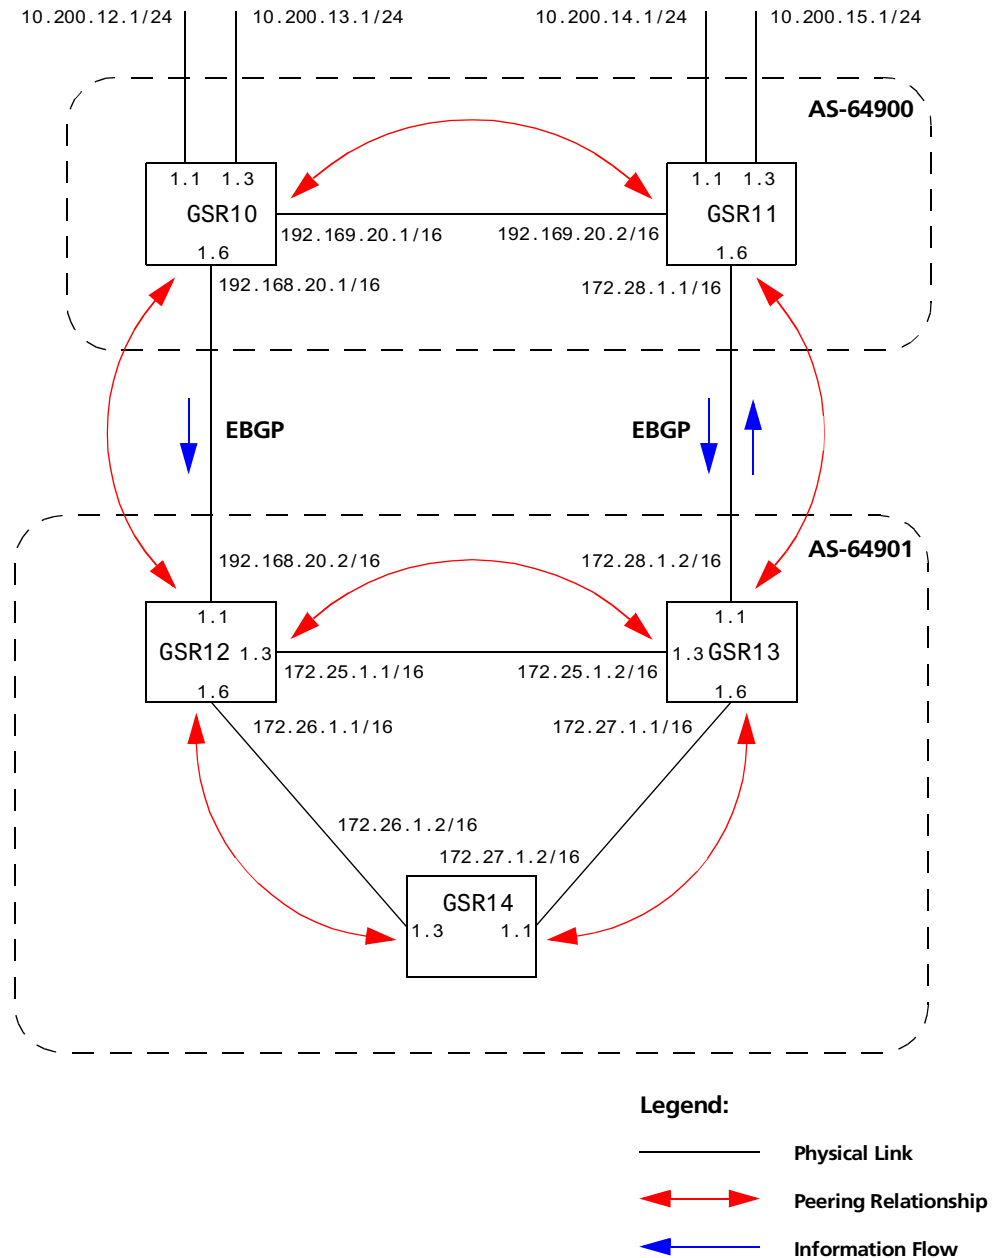 10.200.12.1/24 10.200.13.1/24 10.200.14.1/24 10.200.15.1/24
AS-64900
1.1 1.3 1.1 1.3
GSR10 GSR11
192.169.20.1/16 192.169.20.2/16
1.6 1.6
192.168.20.1/16 172.28.1.1/16
EBGP EBGP
AS-64901
192.168.20.2/16 172.28.1.2/16
1.1 1.1
GSR12 1.3 1.3 GSR13
172.25.1.1/16 172.25.1.2/16
1.6 1.6
172.26.1.1/16 172.27.1.1/16
172.26.1.2/16
172.27.1.2/16
GSR14
1.3 1.1
Legend:
Physical Link
Peering Relationship
Information Flow